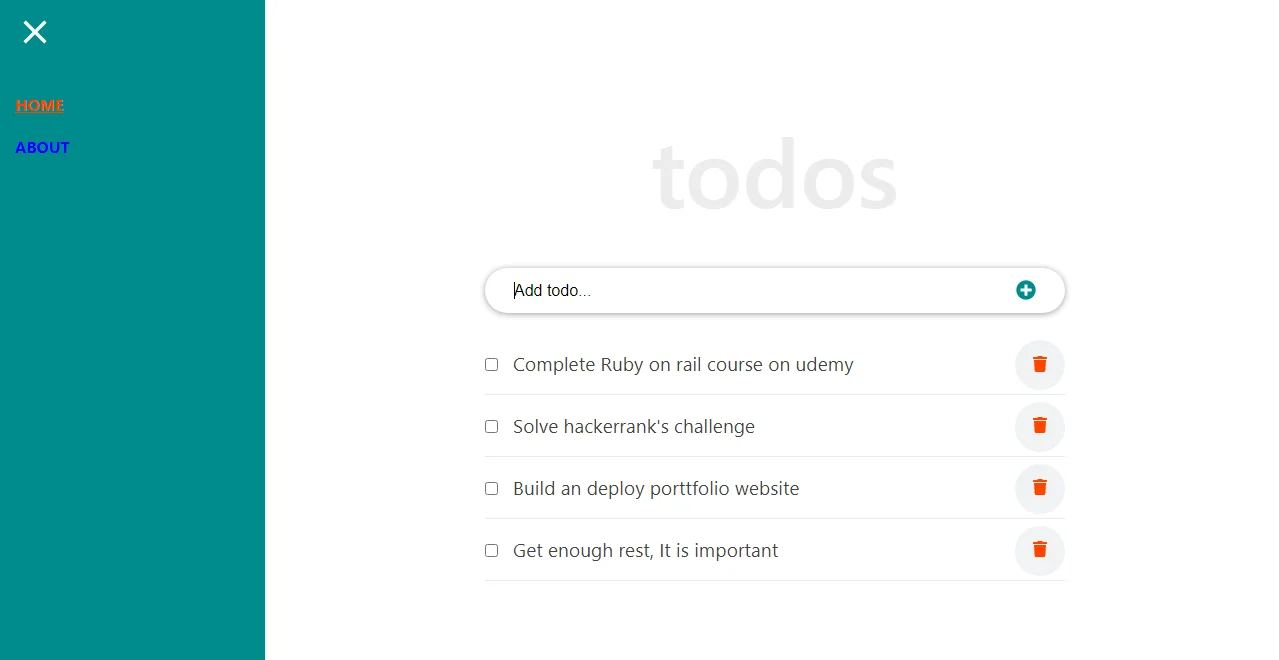 HOME
ABOUT
todos
Add todo...
Complete Ruby on rail course on udemy
Solve hackerrank's challenge
Build an deploy porttfolio website
Get enough rest, It is important